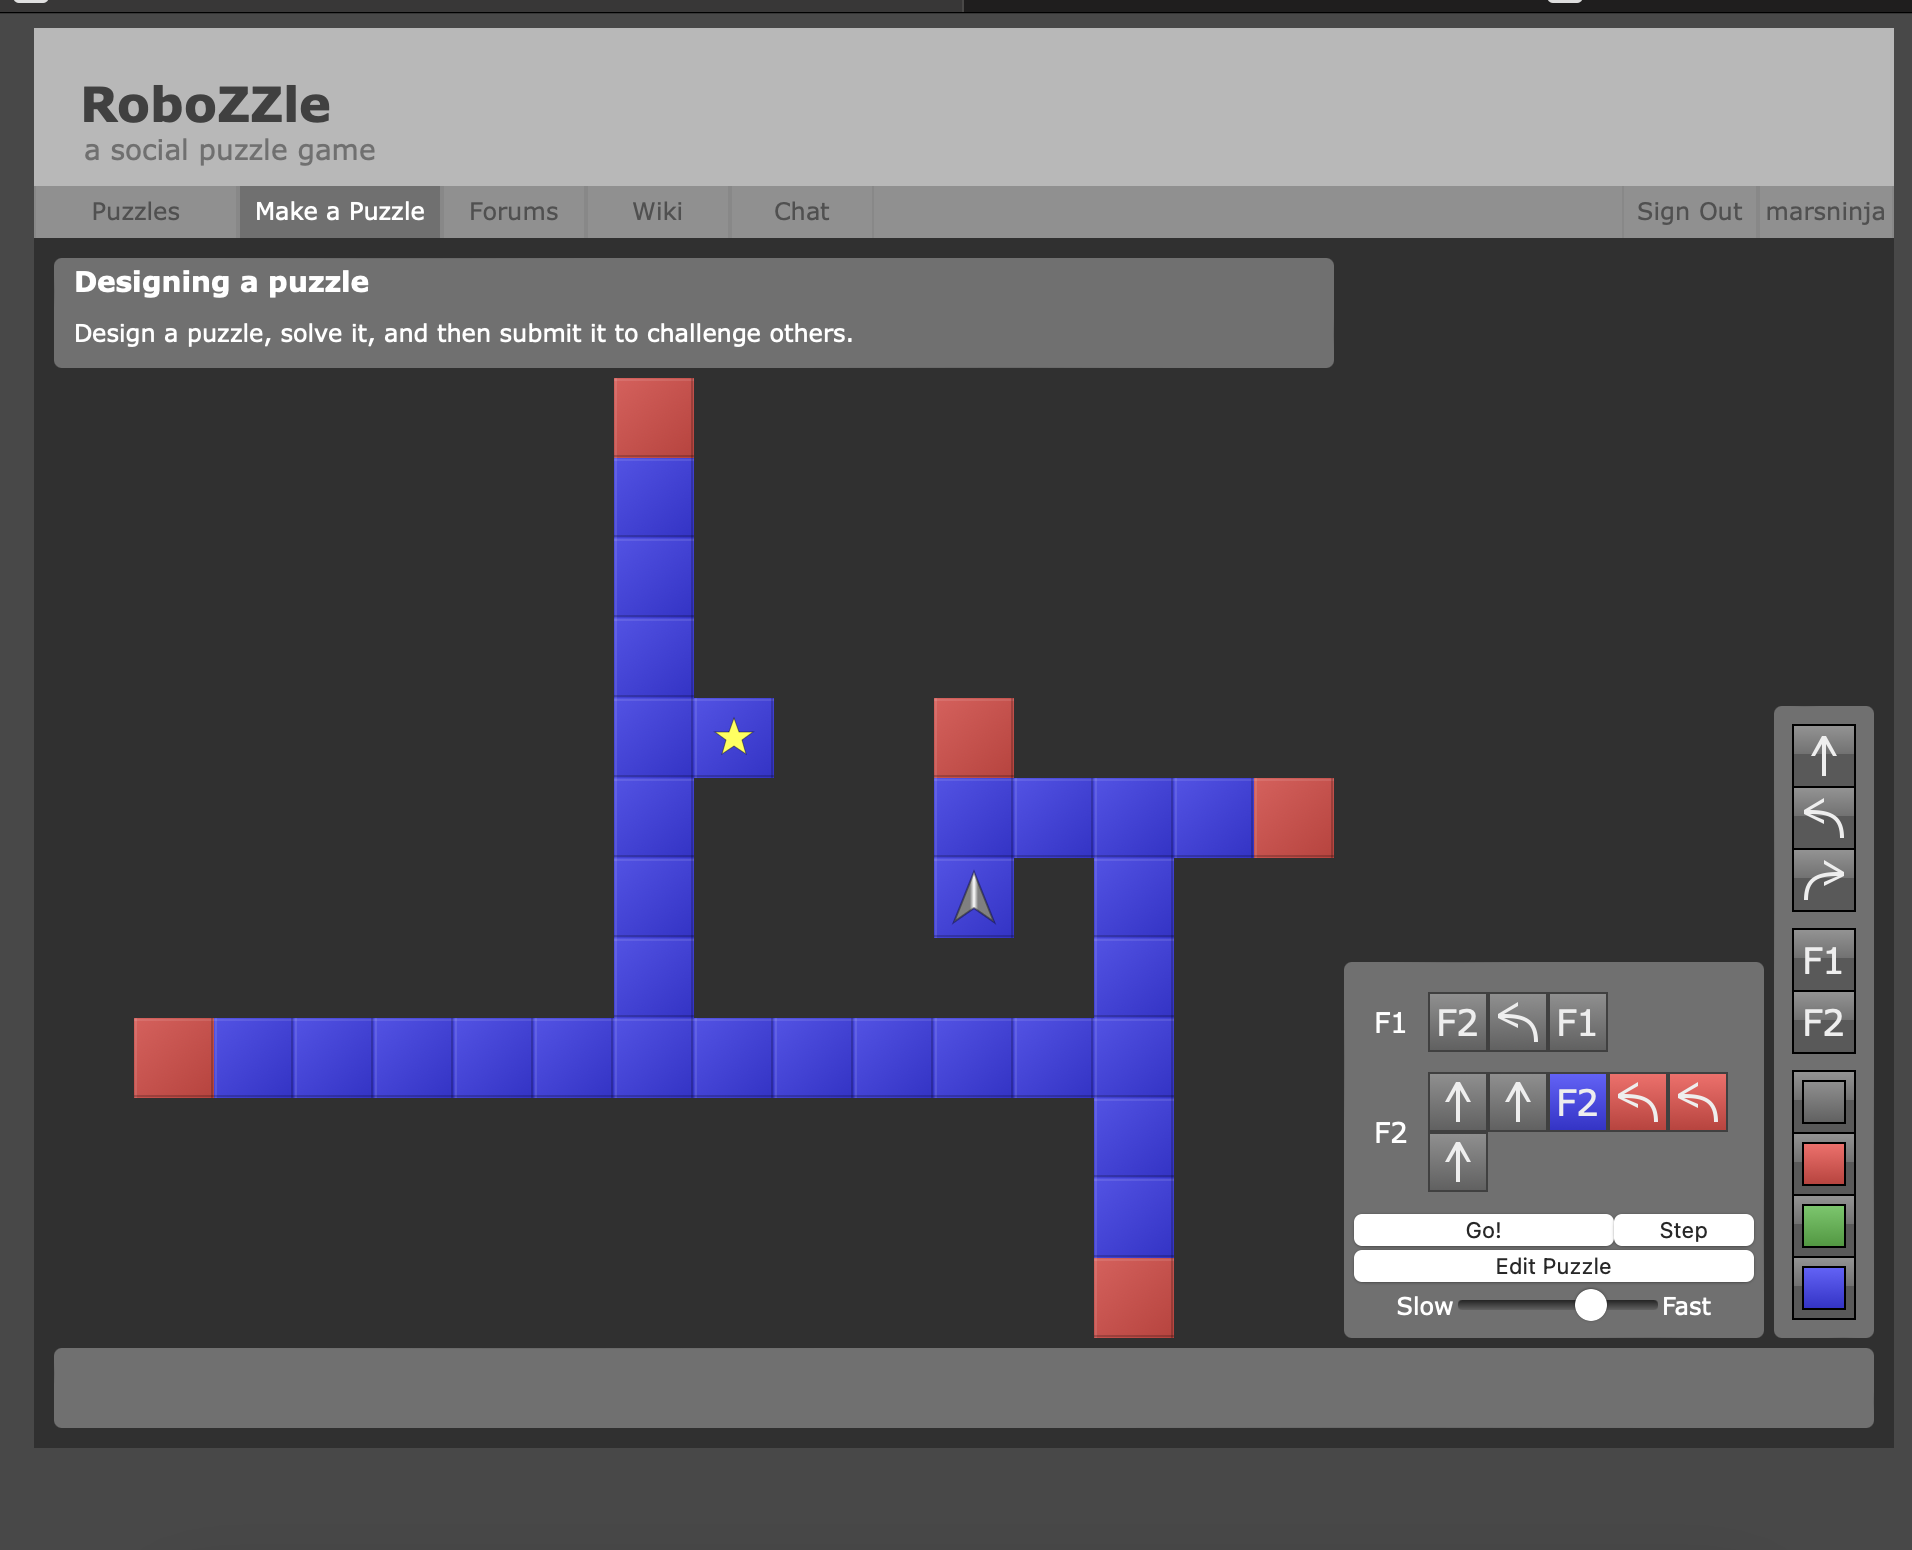 RoboZZle
a social puzzle game
Puzzles Make a Puzzle Forums Wiki Chat Sign Out marsninja
Designing a puzzle
Design a puzzle, solve it, and then submit it to challenge others.
F1
F1 F2 F1
F2
F2 F2
Go! Step
Edit Puzzle
Slow Fast